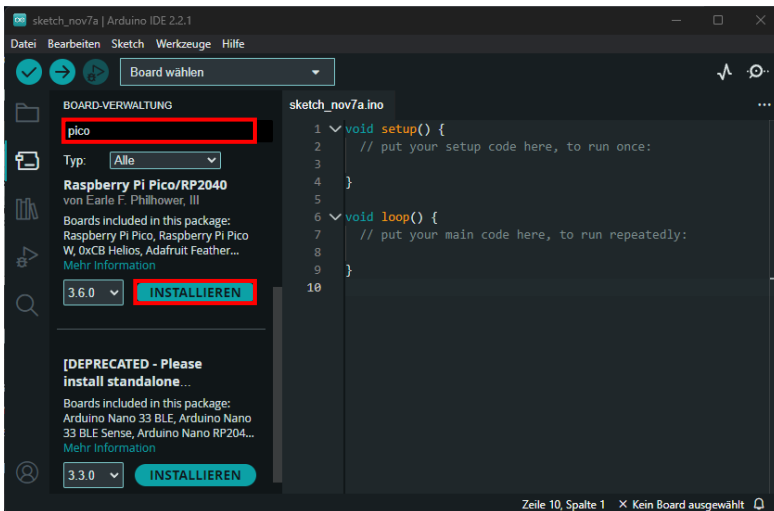 sketch_nov7a | Arduino IDE 2.2.1
Datei Bearbeiten Sketch Werkzeuge Hilfe
Board wählen
BOARD-VERWALTUNG
pico
Typ: Alle
Raspberry Pi Pico/RP2040
von Earle F. Philhower, III
Boards included in this package:
Raspberry Pi Pico, Raspberry Pi Pico
W, 0xCB Helios, Adafruit Feather...
Mehr Information
3.6.0 INSTALLIEREN
[DEPRECATED - Please
install standalone...
Boards included in this package:
Arduino Nano 33 BLE, Arduino Nano
33 BLE Sense, Arduino Nano RP204...
Mehr Information
3.3.0 INSTALLIEREN
sketch_nov7a.ino
1 void setup() {
2 // put your setup code here, to run once:
3
4 }
5
6 void loop() {
7 // put your main code here, to run repeatedly:
8
9 }
10
Zeile 10, Spalte 1 × Kein Board ausgewählt